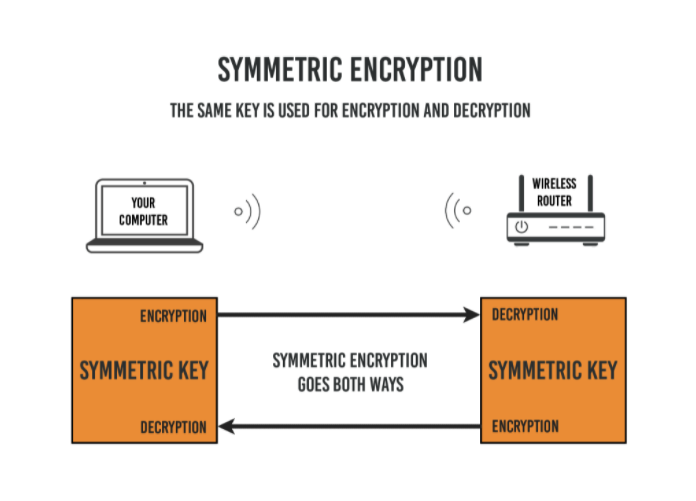 SYMMETRIC ENCRYPTION
THE SAME KEY IS USED FOR ENCRYPTION AND DECRYPTION
YOUR
COMPUTER
WIRELESS
ROUTER
ENCRYPTION
SYMMETRIC KEY
DECRYPTION
SYMMETRIC ENCRYPTION
GOES BOTH WAYS
DECRYPTION
SYMMETRIC KEY
ENCRYPTION